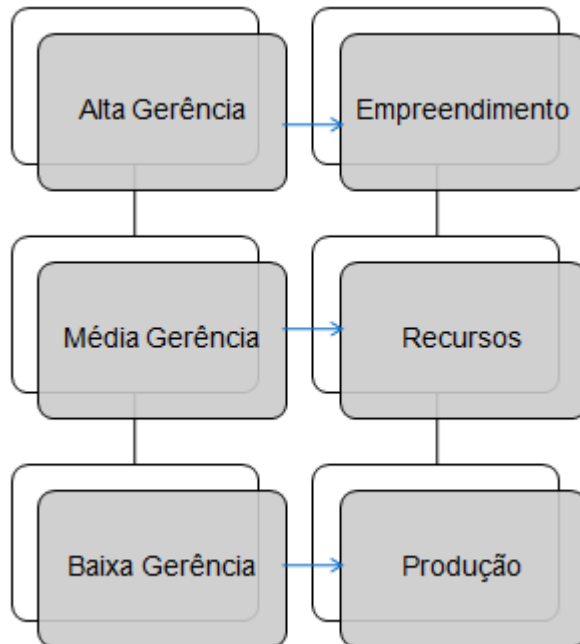 Alta Gerência
Empreendimento
Média Gerência
Recursos
Baixa Gerência
Produção